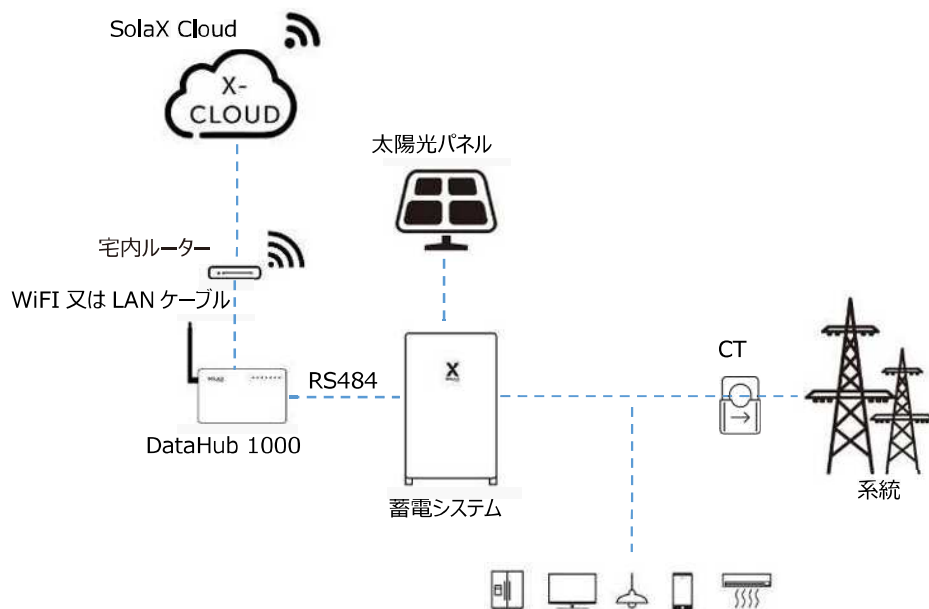 SolaX Cloud
X-
CLOUD
太陽光パネル
宅内ルーター
WiFI 又は LAN ケーブル
CT
RS484
X
DataHub 1000
蓄電システム
系統